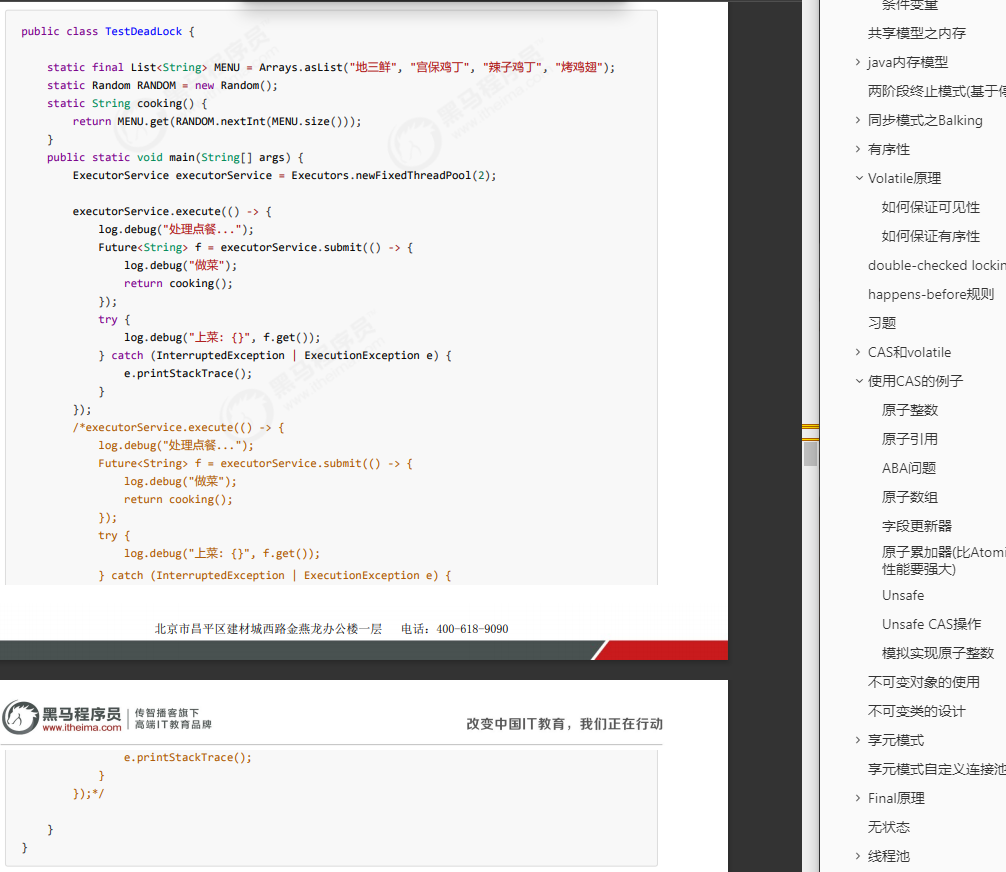 public class TestDeadLock {
static final List<String> MENU = Arrays.asList("地三鲜", "宫保鸡丁", "辣子鸡丁", "烤鸡翅");
static Random RANDOM = new Random();
static String cooking() {
return MENU.get(RANDOM.nextInt(MENU.size()));
}
public static void main(String[] args) {
ExecutorService executorService = Executors.newFixedThreadPool(2);
executorService.execute(() -> {
log.debug("处理点餐...");
Future<String> f = executorService.submit(() -> {
log.debug("做菜");
return cooking();
});
try {
log.debug("上菜: {}", f.get());
} catch (InterruptedException | ExecutionException e) {
e.printStackTrace();
}
});
/*executorService.execute(() -> {
log.debug("处理点餐...");
Future<String> f = executorService.submit(() -> {
log.debug("做菜");
return cooking();
});
try {
log.debug("上菜: {}", f.get());
} catch (InterruptedException | ExecutionException e) {
北京市昌平区建材城西路金燕龙办公楼一层 电话：400-618-9090
黑马程序员
www.itheima.com
传智播客旗下
高端IT教育品牌
改变中国IT教育，我们正在行动
e.printStackTrace();
}
});*/
}
}
条件变量
共享模型之内存
java内存模型
两阶段终止模式(基于
同步模式之Balking
有序性
Volatile原理
如何保证可见性
如何保证有序性
double-checked lockin
happens-before规则
习题
CAS和volatile
使用CAS的例子
原子整数
原子引用
ABA问题
原子数组
字段更新器
原子累加器(比Atomi
性能要强大)
Unsafe
Unsafe CAS操作
模拟实现原子整数
不可变对象的使用
不可变类的设计
享元模式
享元模式自定义连接池
Final原理
无状态
线程池